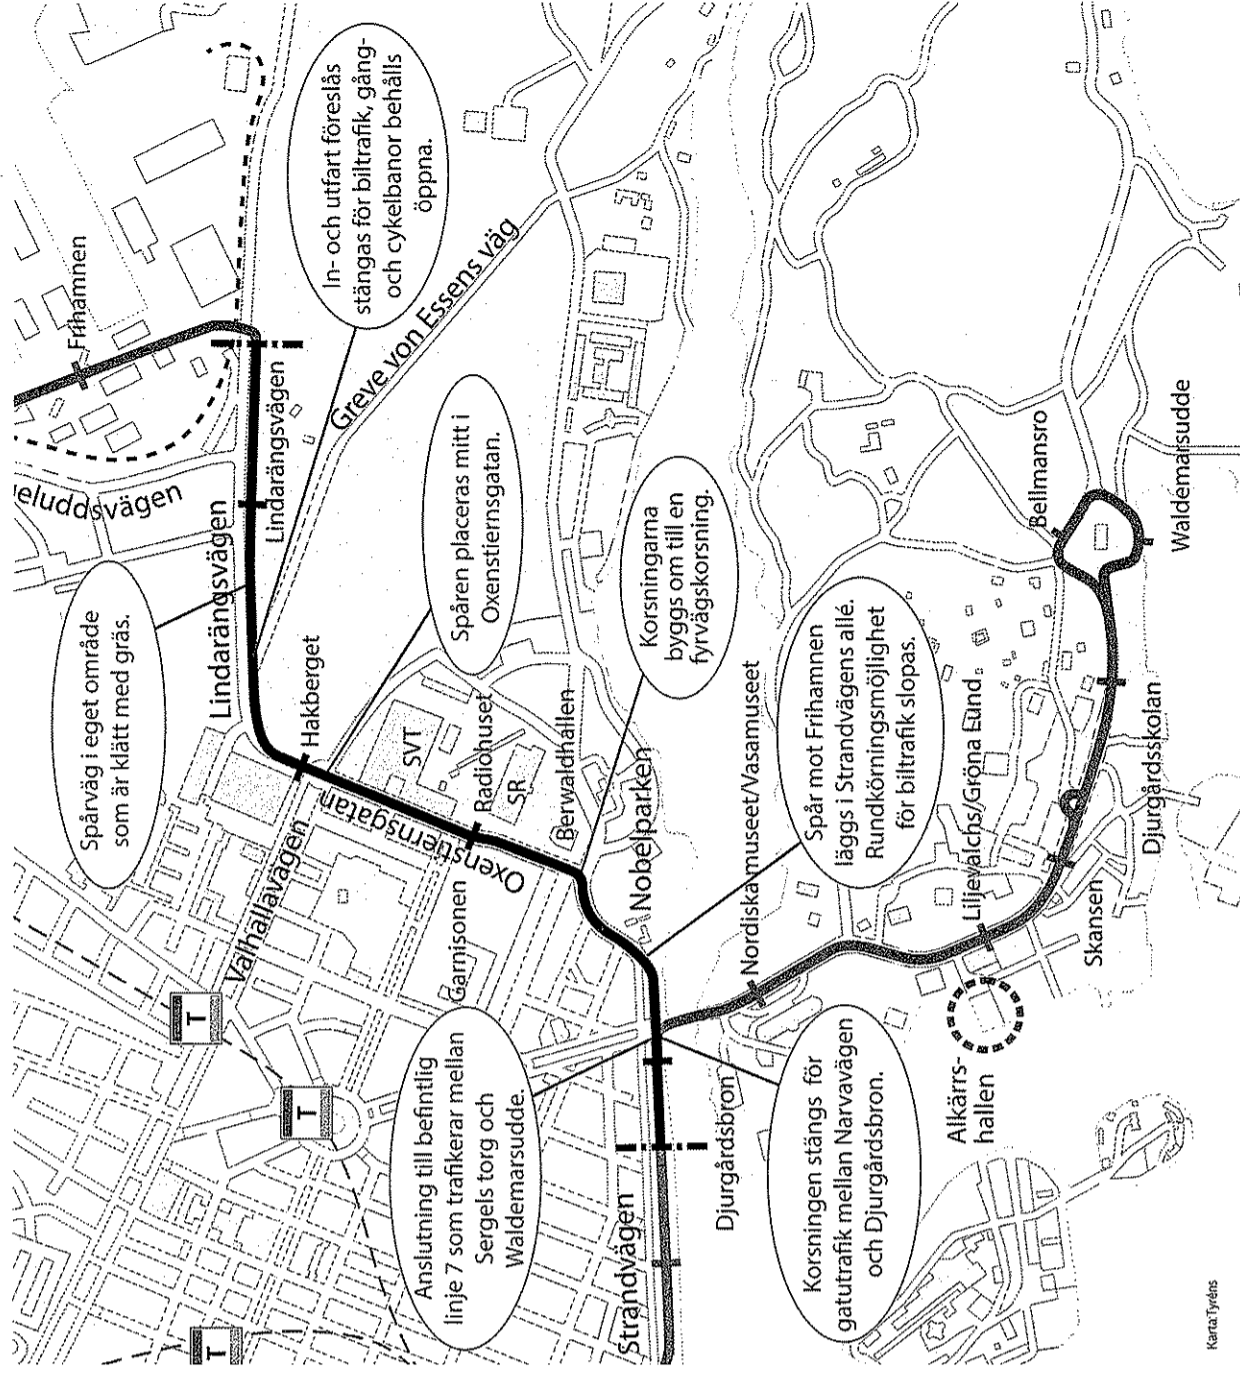 Spårväg i eget område
som är klätt med gräs.
In- och utfart föreslås
stängas för biltrafik, gång-
och cykelbanor behålls
öppna.
Spåren placeras mitt i
Oxenstiernsgatan.
Korsningarna
byggs om till en
fyrvägskorsning.
Spår mot Frihamnen
läggs i Strandvägens allé.
Rundkörningsmöjlighet
för biltrafik slopas.
Anslutning till befintlig
linje 7 som trafikerar mellan
Sergels torg och
Waldemarsudde.
Korsningen stängs för
gatutrafik mellan Narvavägen
och Djurgårdsbron.
Frihamnen
eluddsvägen
Lindarängsvägen
Lindarängsvägen
Greve von Essens väg
Hakberget
Valhallavägen
Oxenstiernsgatan
SVT
Radiohuset
SR
Berwaldhallen
Garnisonen
Nobelparken
Strandvägen
Djurgårdsbron
Nordiska museet/Vasamuseet
Liljevalchs/Gröna Lund
Alkärrs-
hallen
Skansen
Djurgårdsskolan
Bellmansro
Waldemarsudde
T
T
T
Karta:Tyréns